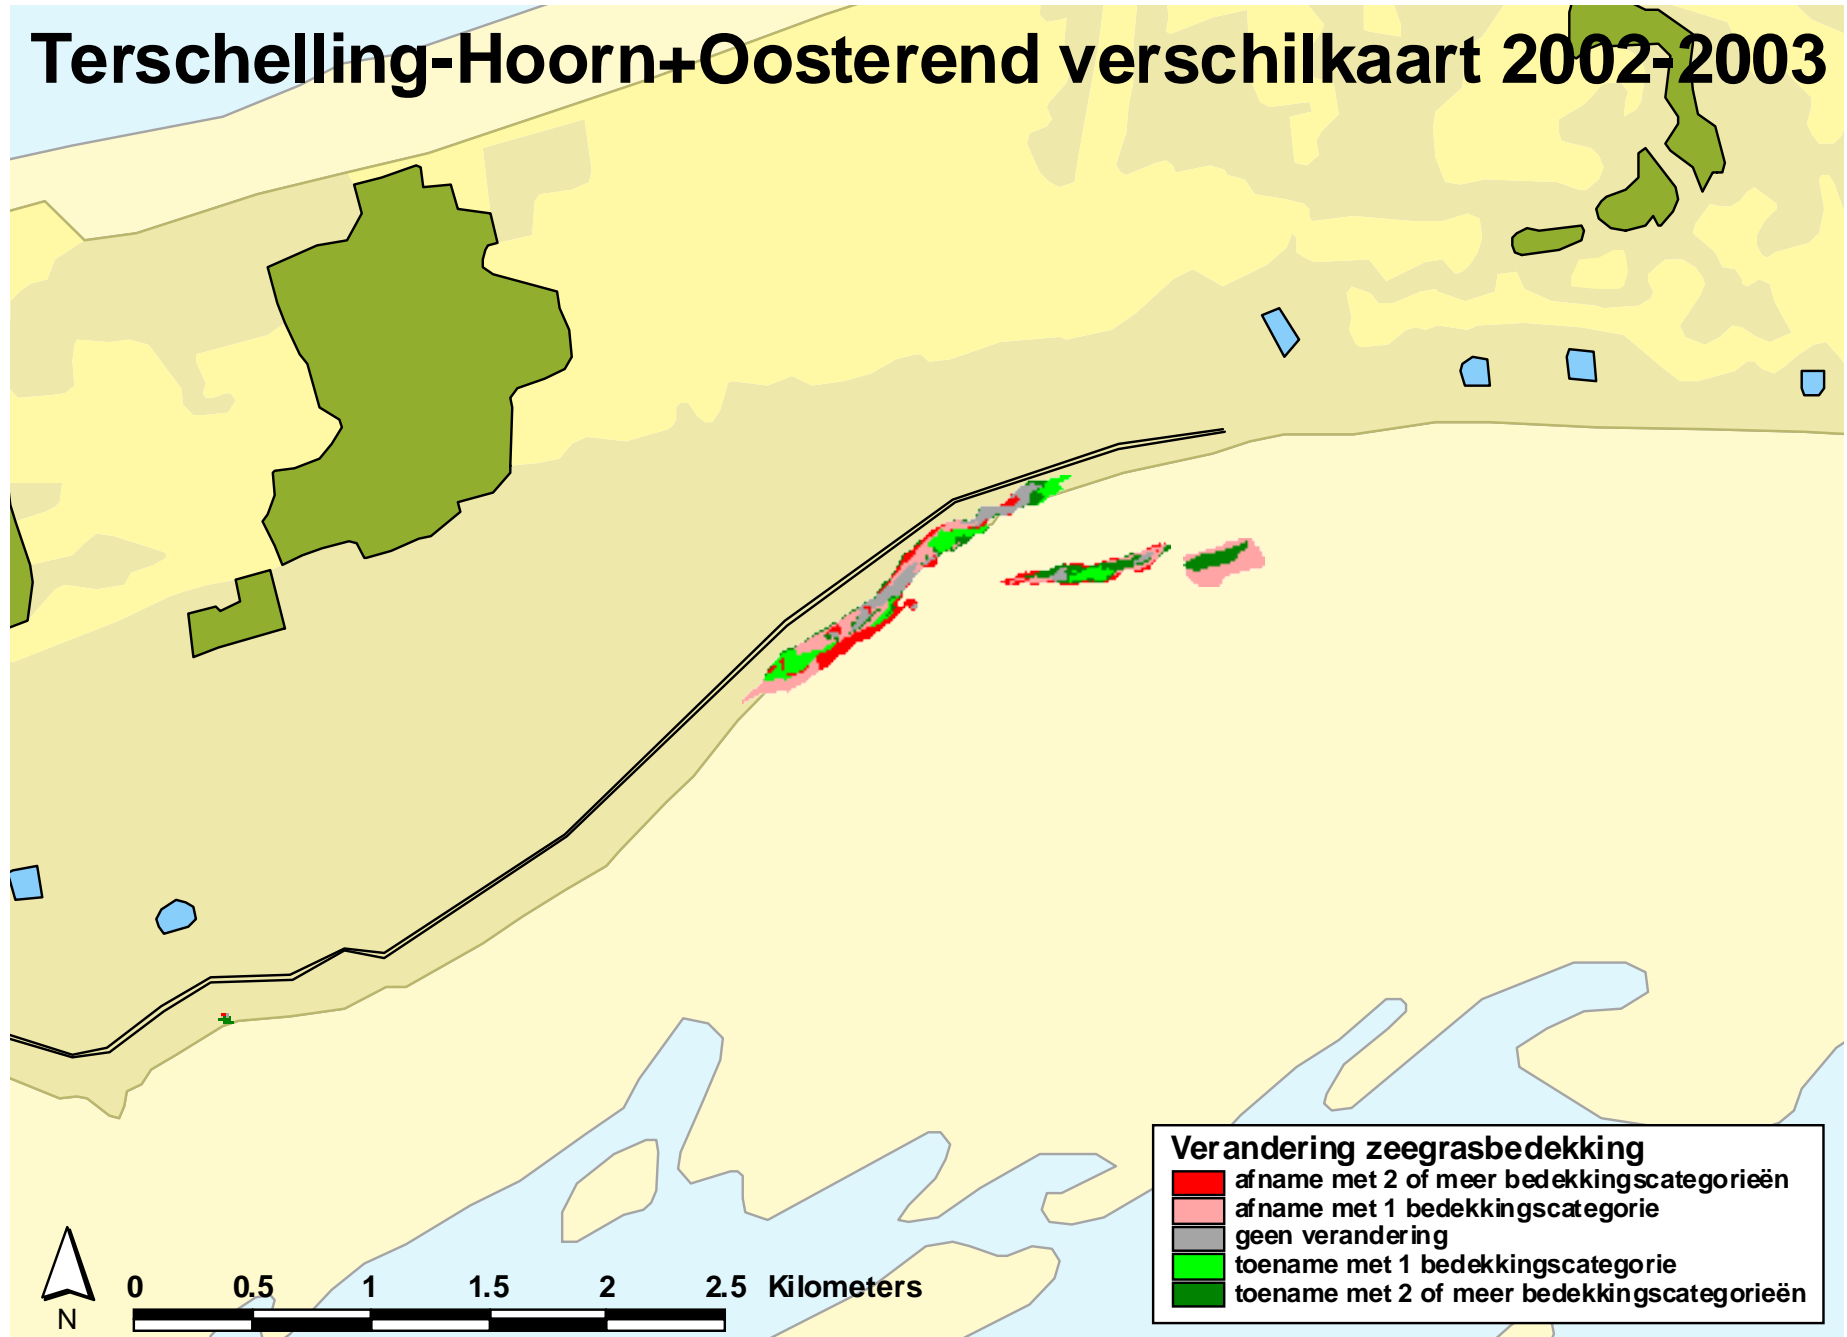 Terschelling-Hoorn+Oosterend verschilkaart 2002-2003
Verandering zeegrasbedekking
afname met 2 of meer bedekkingscategorieën
afname met 1 bedekkingscategorie
geen verandering
toename met 1 bedekkingscategorie
toename met 2 of meer bedekkingscategorieën
0 0.5 1 1.5 2 2.5 Kilometers
N